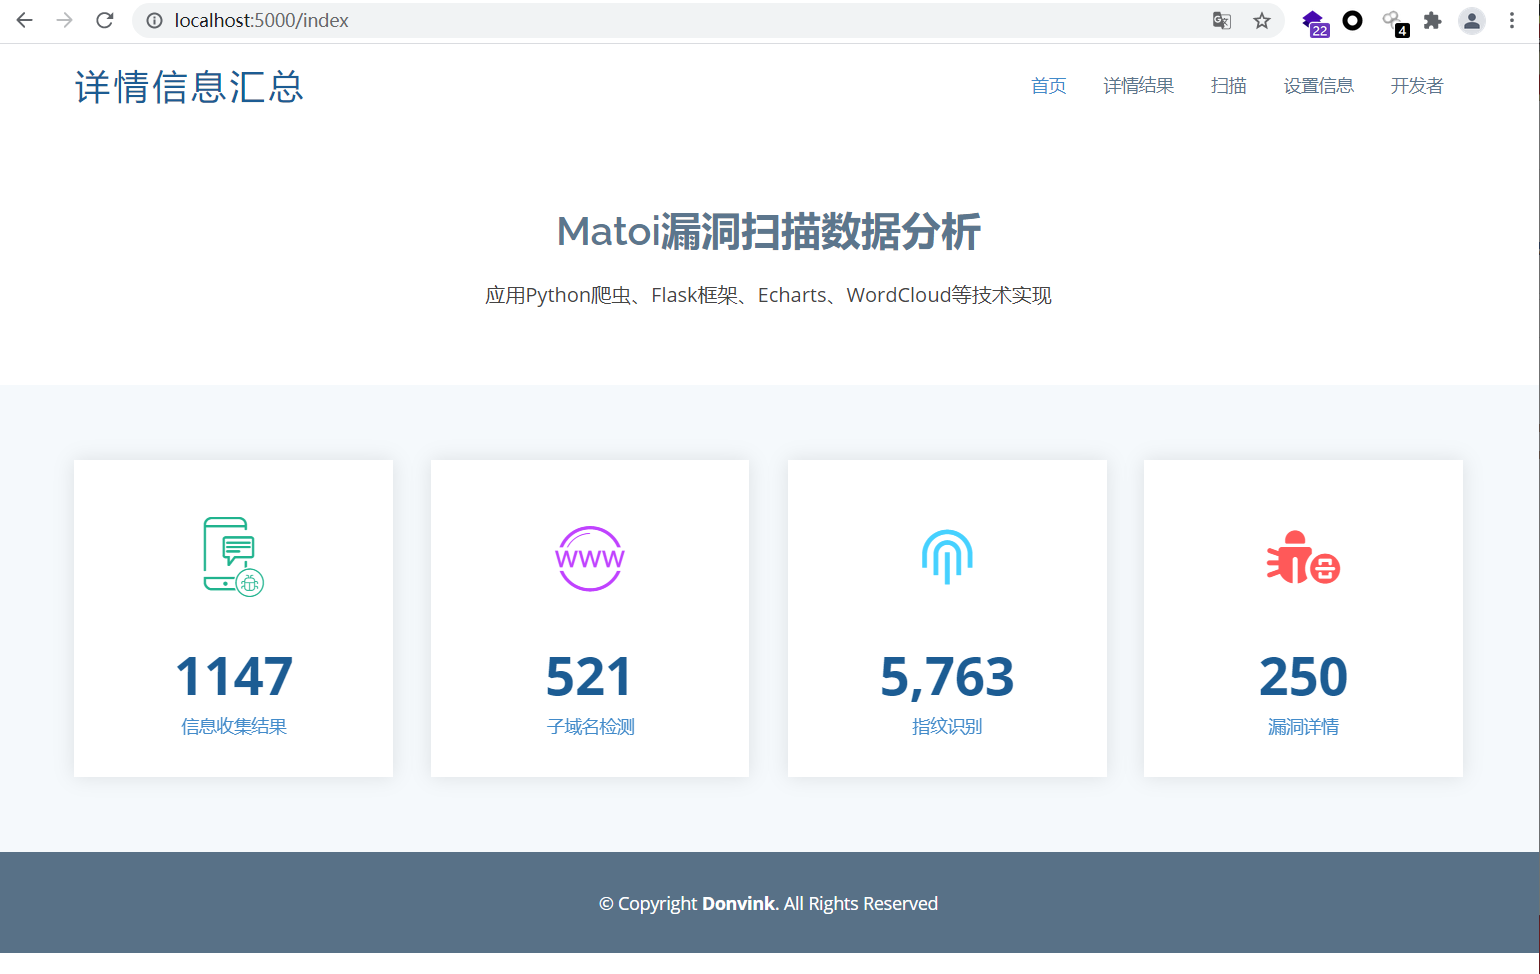 localhost:5000/index
22
4
详情信息汇总
首页 详情结果 扫描 设置信息 开发者
Matoi漏洞扫描数据分析
应用Python爬虫、Flask框架、Echarts、WordCloud等技术实现
WWW
1147 521 5,763 250
信息收集结果 子域名检测 指纹识别 漏洞详情
© Copyright Donvink. All Rights Reserved